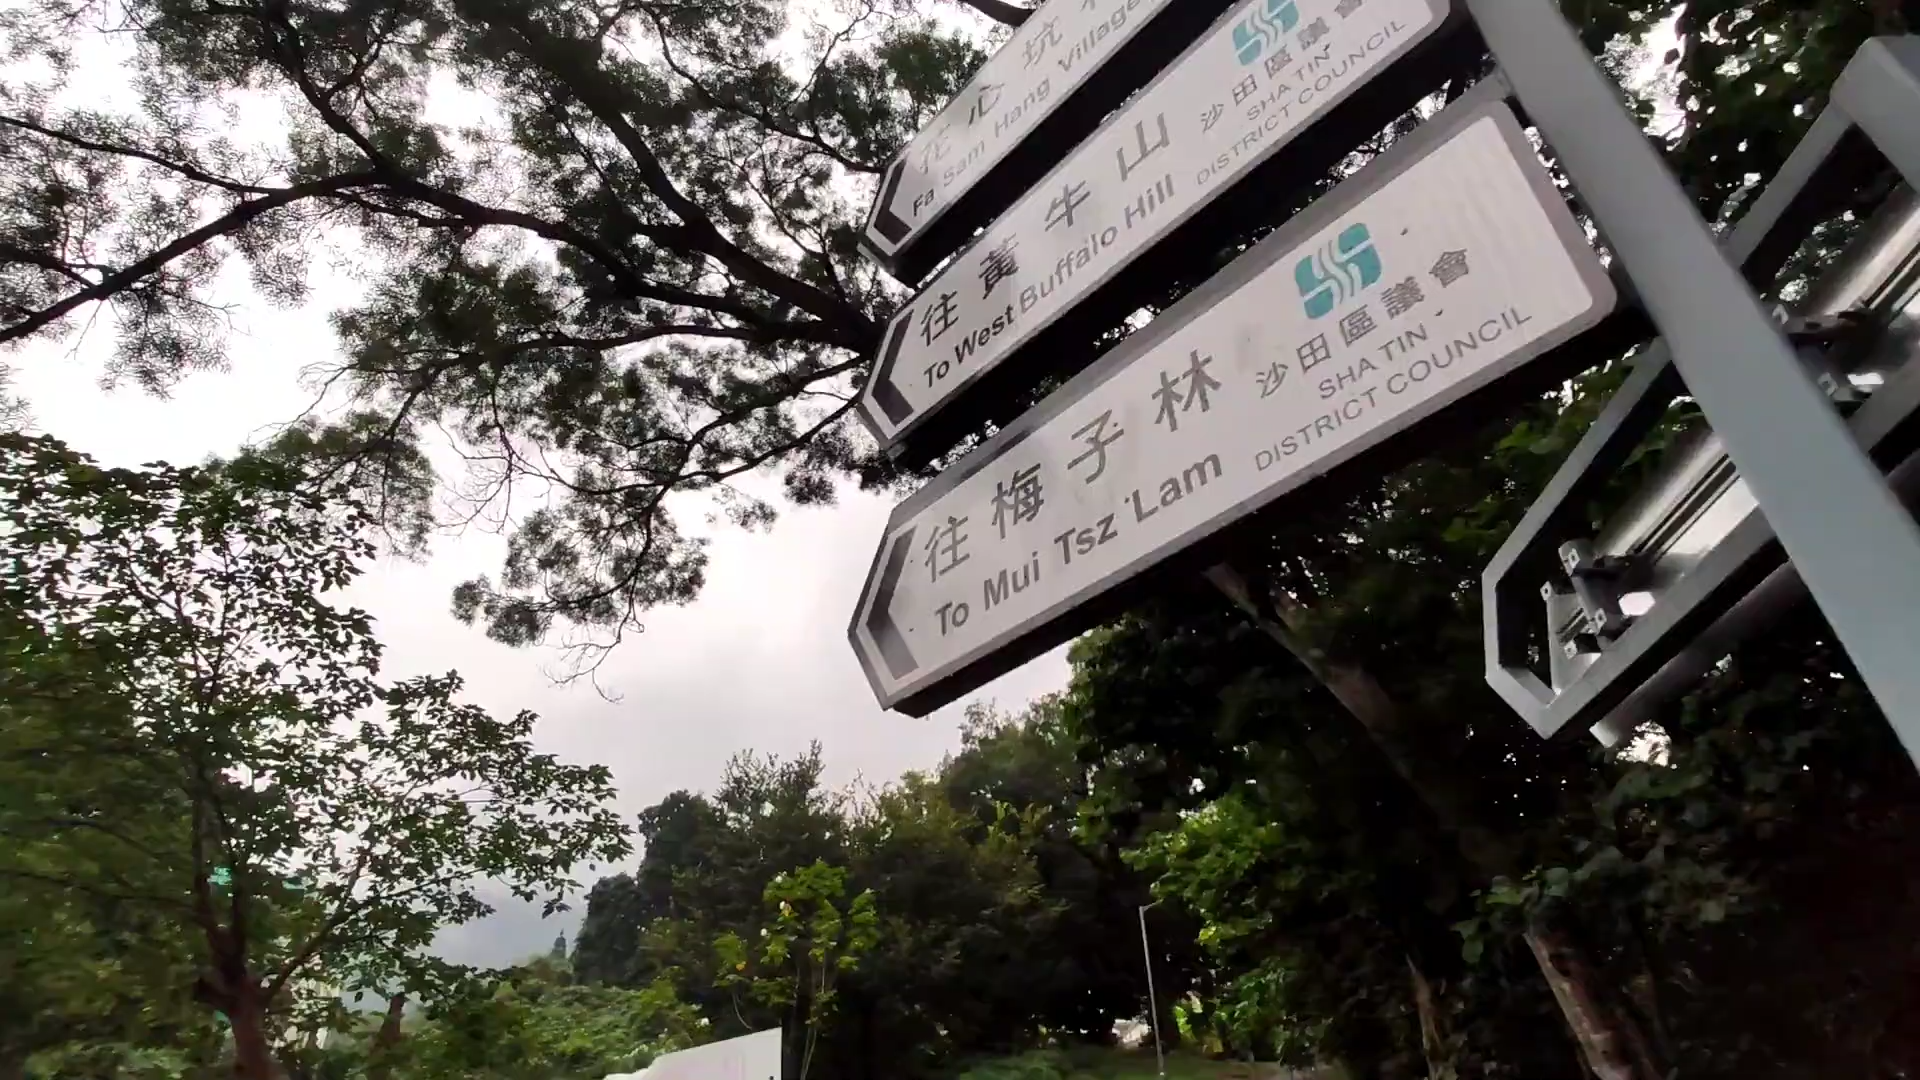 花心坑
Fa Sam Hang Village
往黃牛山
To West Buffalo Hill
沙田區議會
SHA TIN
DISTRICT COUNCIL
往梅子林
To Mui Tsz Lam
沙田區議會
SHA TIN
DISTRICT COUNCIL